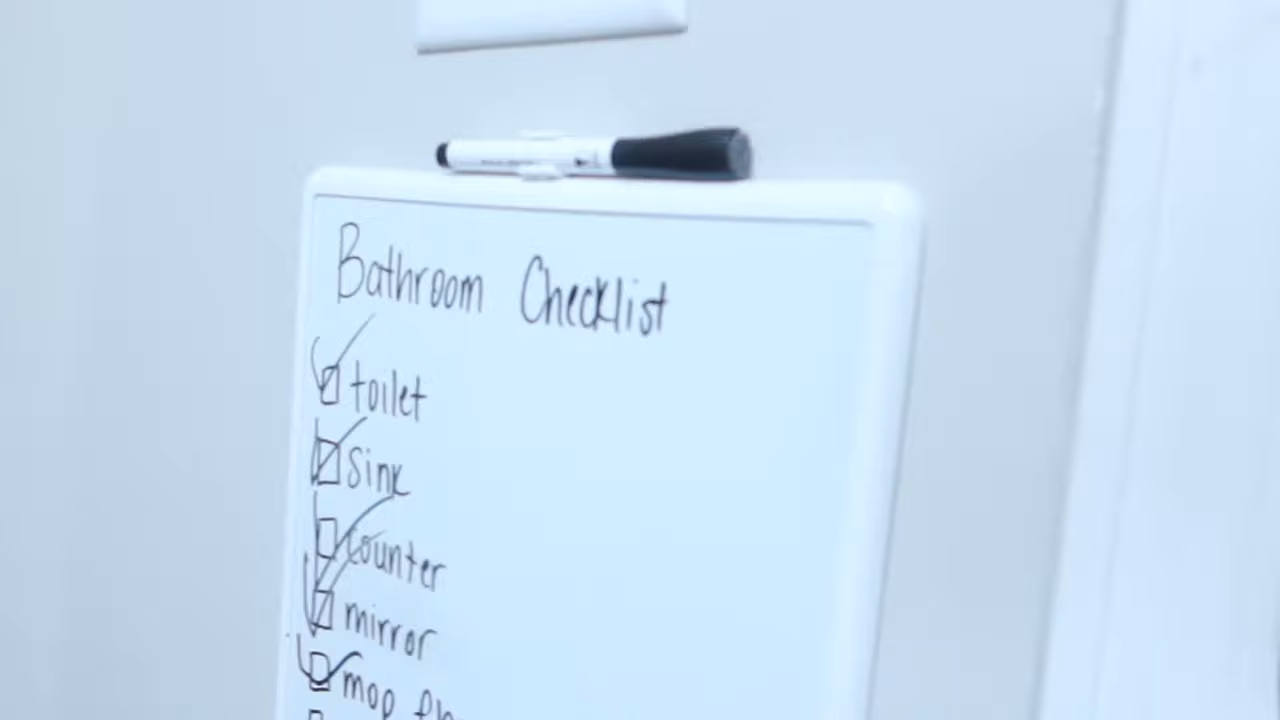 Bathroom Checklist
toilet
sink
counter
mirror
mop